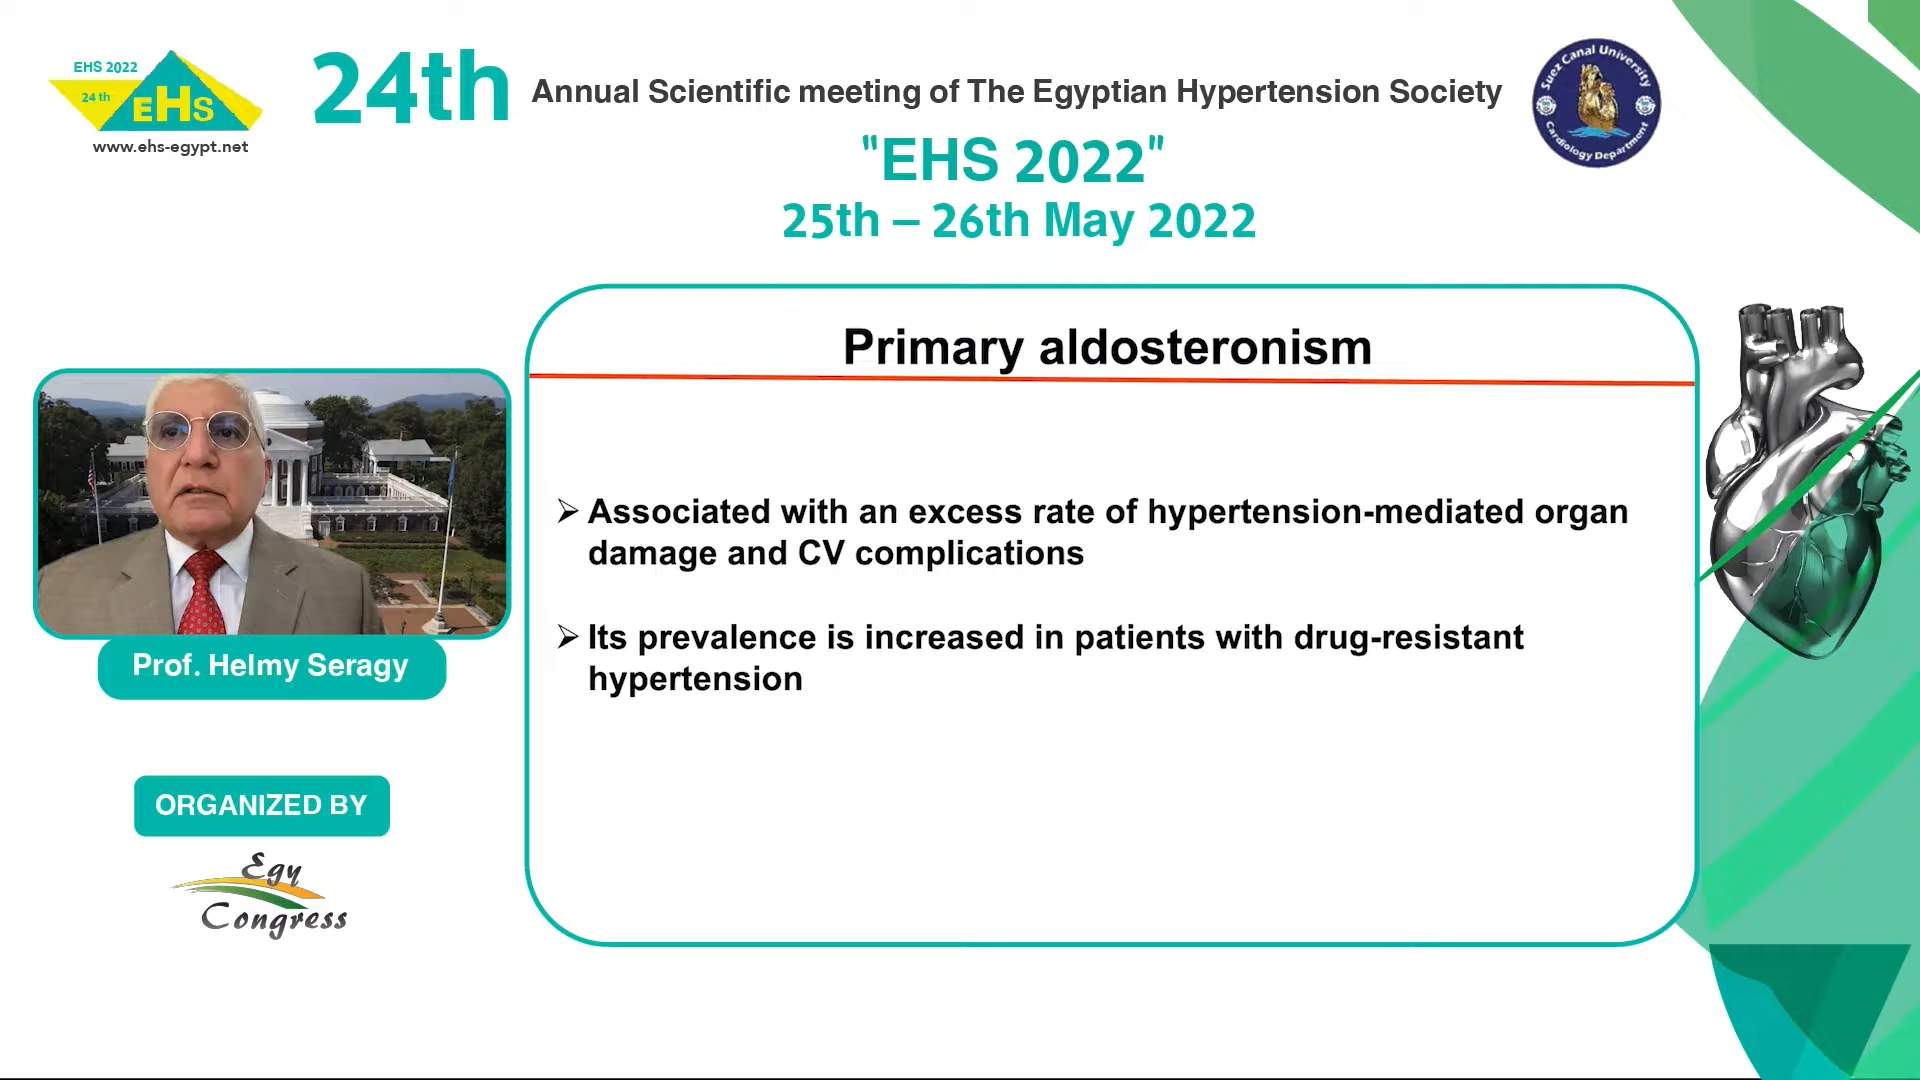 EHS 2022
24 th
EHS
www.ehs-egypt.net
24th Annual Scientific meeting of The Egyptian Hypertension Society
"EHS 2022"
25th – 26th May 2022
Suez Canal University
Cardiology Department
Primary aldosteronism
➢ Associated with an excess rate of hypertension-mediated organ
damage and CV complications
➢ Its prevalence is increased in patients with drug-resistant
hypertension
Prof. Helmy Seragy
ORGANIZED BY
Egy
Congress